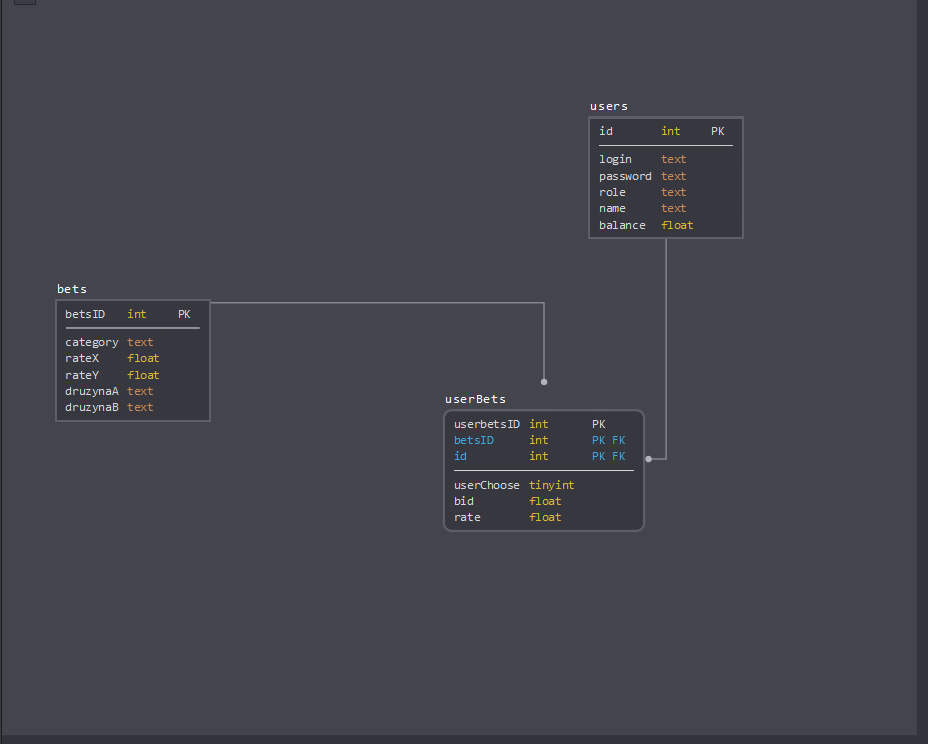 users
id int PK
login text
password text
role text
name text
balance float
bets
betsID int PK
category text
rateX float
rateY float
druzynaA text
druzynaB text
userBets
userbetsID int PK
betsID int PK FK
id int PK FK
userChoose tinyint
bid float
rate float